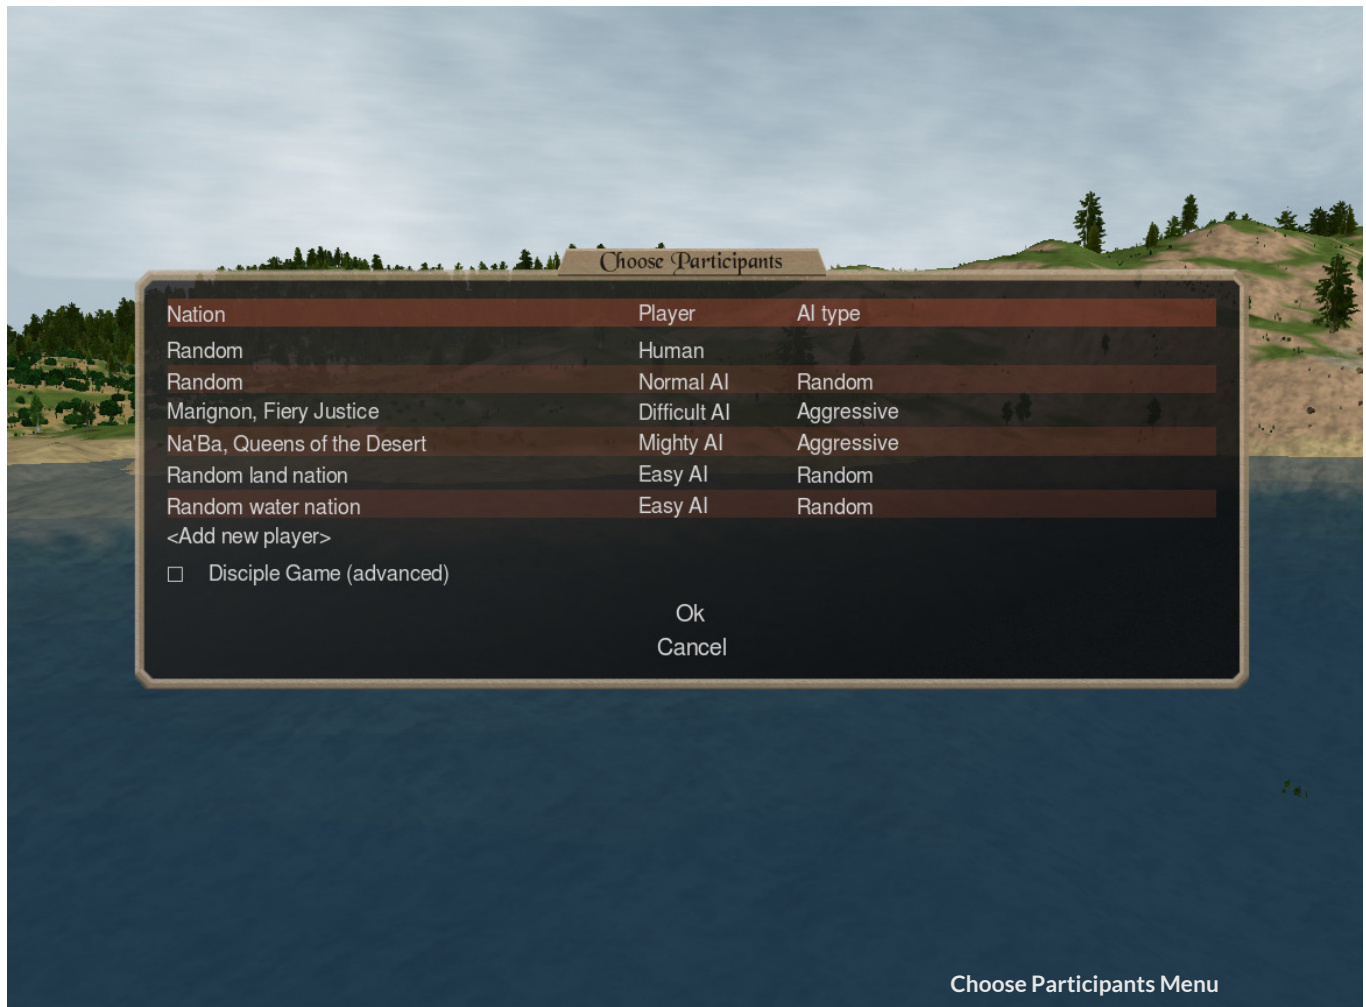 Choose Participants
Nation Player AI type
Random Human
Random Normal AI Random
Marignon, Fiery Justice Difficult AI Aggressive
Na'Ba, Queens of the Desert Mighty AI Aggressive
Random land nation Easy AI Random
Random water nation Easy AI Random
<Add new player>
Disciple Game (advanced)
Ok
Cancel
Choose Participants Menu